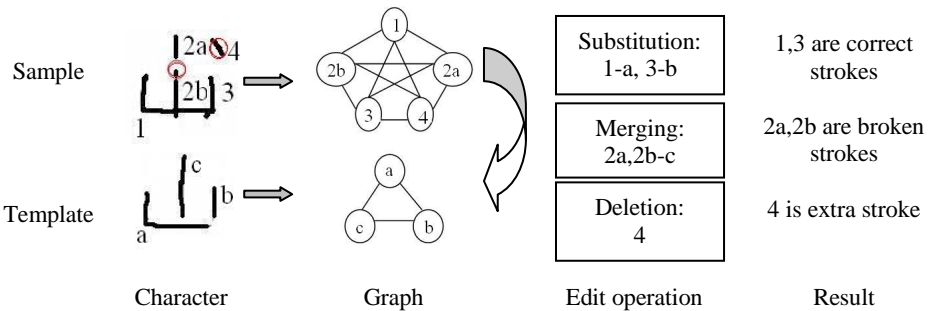 Sample
2a
4
2b
3
1
1
2b
2a
3
4
Substitution:
1-a, 3-b
1,3 are correct
strokes
Merging:
2a,2b-c
2a,2b are broken
strokes
Template
c
b
a
a
c
b
Deletion:
4
4 is extra stroke
Character
Graph
Edit operation
Result